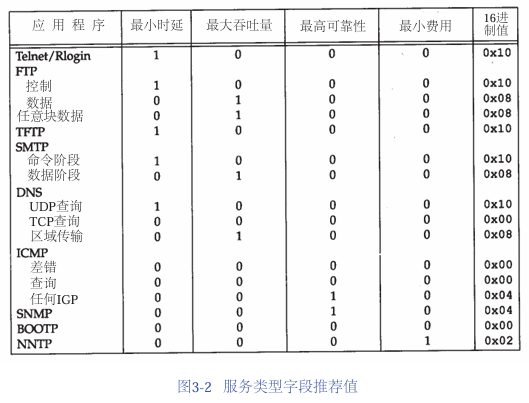 应用程序 最小时延 最大吞吐量 最高可靠性 最小费用 16进制值
Telnet/Rlogin 1 0 0 0 0x10
FTP
控制 1 0 0 0 0x10
数据 0 1 0 0 0x08
任意块数据 0 1 0 0 0x08
TFTP 1 0 0 0 0x10
SMTP
命令阶段 1 0 0 0 0x10
数据阶段 0 1 0 0 0x08
DNS
UDP查询 1 0 0 0 0x10
TCP查询 0 0 0 0 0x00
区域传输 0 1 0 0 0x08
ICMP
差错 0 0 0 0 0x00
查询 0 0 0 0 0x00
任何IGP 0 0 1 0 0x04
SNMP 0 0 1 0 0x04
BOOTP 0 0 0 0 0x00
NNTP 0 0 0 1 0x02
图3-2 服务类型字段推荐值